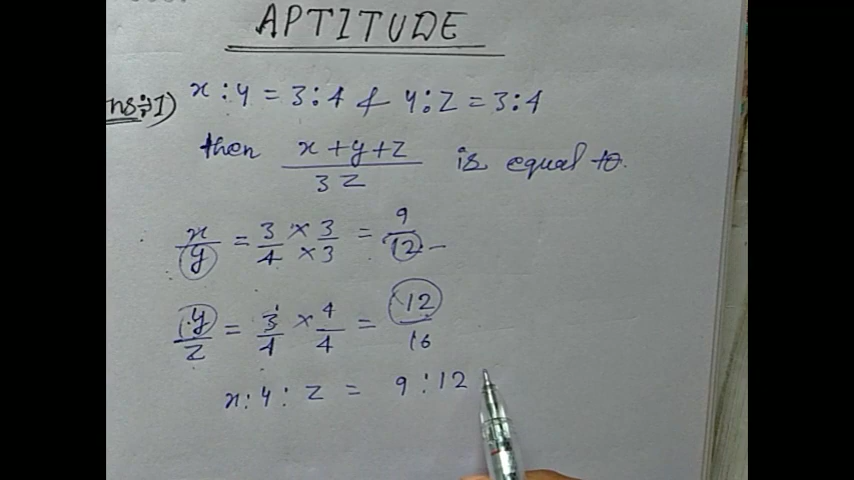 APTITUDE
ns:-1) x : y = 3 : 4 & y : z = 3 : 4
then x + y + z / 3z is equal to.
x / y = 3 / 4 × 3 / × 3 = 9 / 12 -
y / z = 3 / 4 × 4 / 4 = 12 / 16
x : y : z = 9 : 12